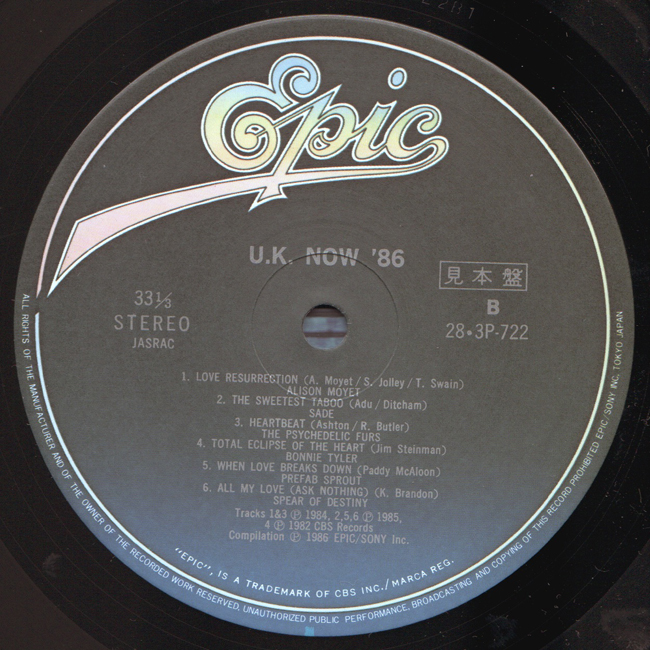 Epic
U.K. NOW '86
見本盤
33⅓
STEREO
JASRAC
B
28•3P-722
1. LOVE RESURRECTION (A. Moyet/S. Jolley/T. Swain)
ALISON MOYET
2. THE SWEETEST TABOO (Adu/Ditcham)
SADE
3. HEARTBEAT (Ashton/R. Butler)
THE PSYCHEDELIC FURS
4. TOTAL ECLIPSE OF THE HEART (Jim Steinman)
BONNIE TYLER
5. WHEN LOVE BREAKS DOWN (Paddy McAloon)
PREFAB SPROUT
6. ALL MY LOVE (ASK NOTHING) (K. Brandon)
SPEAR OF DESTINY
Tracks 1&3 ℗ 1984, 2,5,6 ℗ 1985,
4 ℗ 1982 CBS Records
Compilation ℗ 1986 EPIC/SONY Inc.
"EPIC", IS A TRADEMARK OF CBS INC./MARCA REG.
ALL RIGHTS OF THE MANUFACTURER AND OF THE OWNER OF THE RECORDED WORK RESERVED. UNAUTHORIZED PUBLIC PERFORMANCE, BROADCASTING AND COPYING OF THIS RECORD PROHIBITED EPIC/SONY INC. TOKYO JAPAN